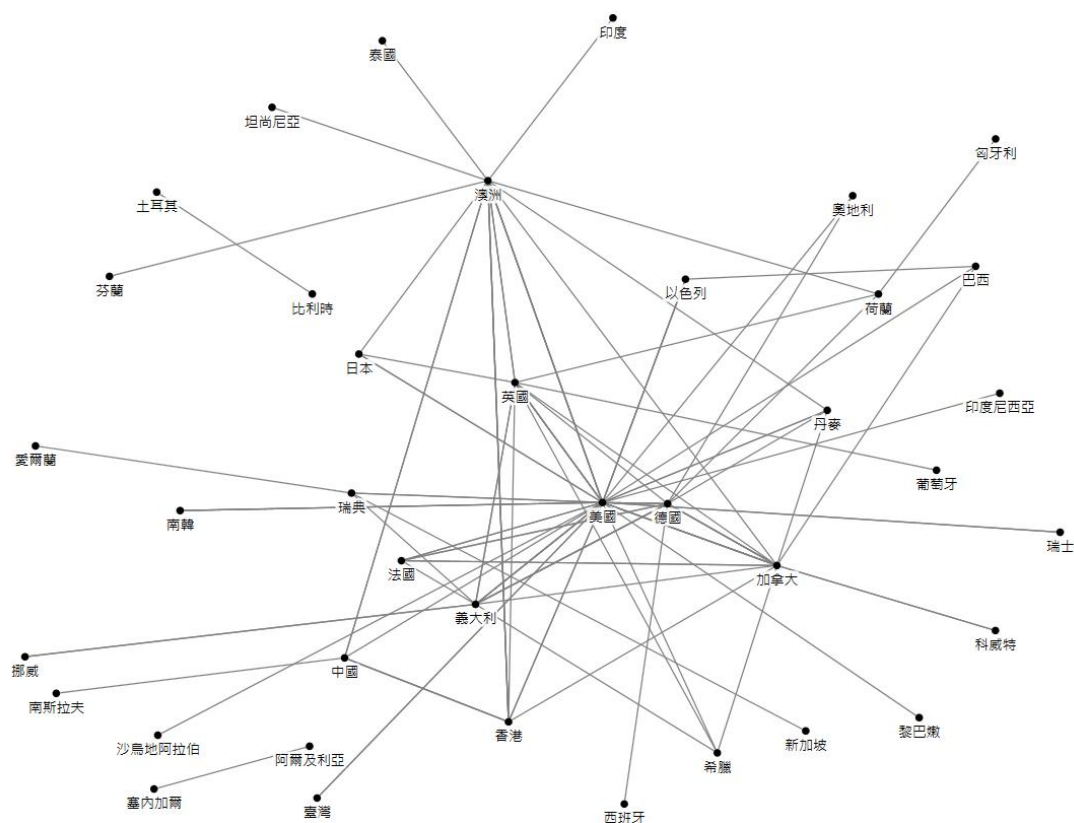 印度
泰國
坦尚尼亞
匈牙利
澳洲
土耳其
奧地利
芬蘭
巴西
以色列
比利時
荷蘭
日本
英國
印度尼西亞
丹麥
愛爾蘭
葡萄牙
瑞典
南韓
美國
德國
瑞士
法國
加拿大
義大利
科威特
挪威
中國
南斯拉夫
香港
黎巴嫩
沙烏地阿拉伯
新加坡
阿爾及利亞
希臘
塞內加爾
臺灣
西班牙